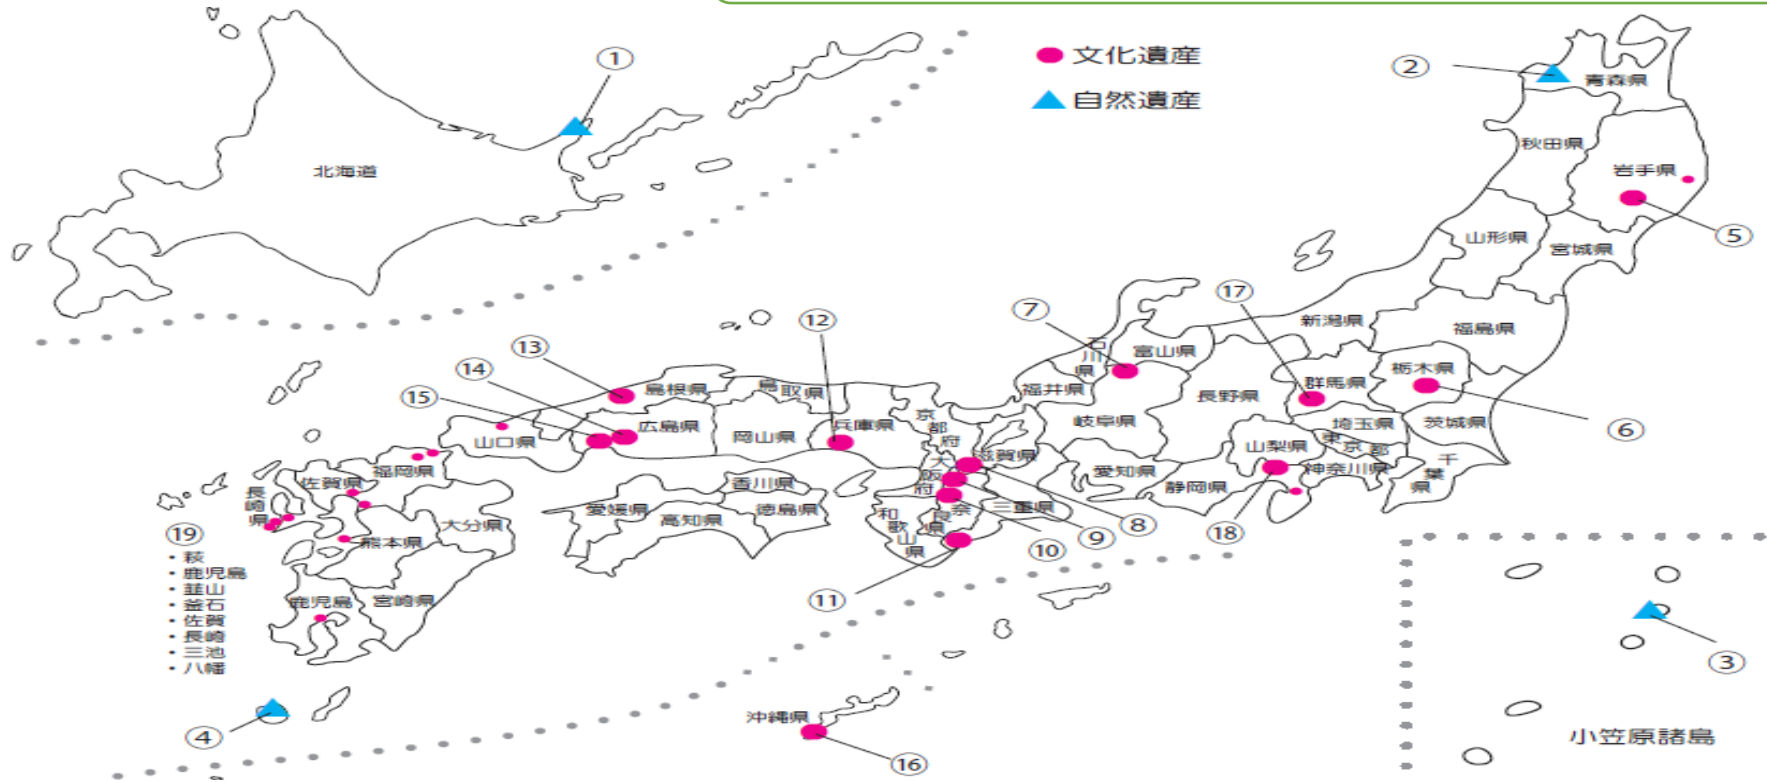 ①
文化遺産
②
自然遺産
青森県
北海道
秋田県
岩手県
山形県
宮城県
⑤
⑰
⑦
新潟県
福島県
⑫
⑬
石川県
富山県
栃木県
⑭
島根県
鳥取県
福井県
長野県
群馬県
⑮
広島県
岡山県
兵庫県
京都府
岐阜県
埼玉県
茨城県
⑥
山口県
滋賀県
山梨県
東京都
福岡県
大阪府
愛知県
静岡県
神奈川県
千葉県
佐賀県
香川県
長崎県
愛媛県
高知県
徳島県
和歌山県
奈良県
三重県
大分県
⑲
熊本県
⑧
⑨
⑩
⑱
・萩
・鹿児島
・韮山
・釜石
・佐賀
・長崎
・三池
・八幡
鹿児島
宮崎県
⑪
③
④
沖縄県
⑯
小笠原諸島